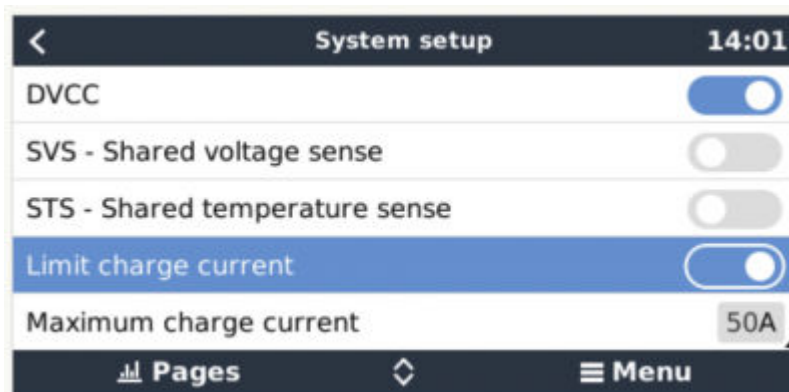 System setup 14:01
DVCC
SVS - Shared voltage sense
STS - Shared temperature sense
Limit charge current
Maximum charge current 50A
Pages Menu